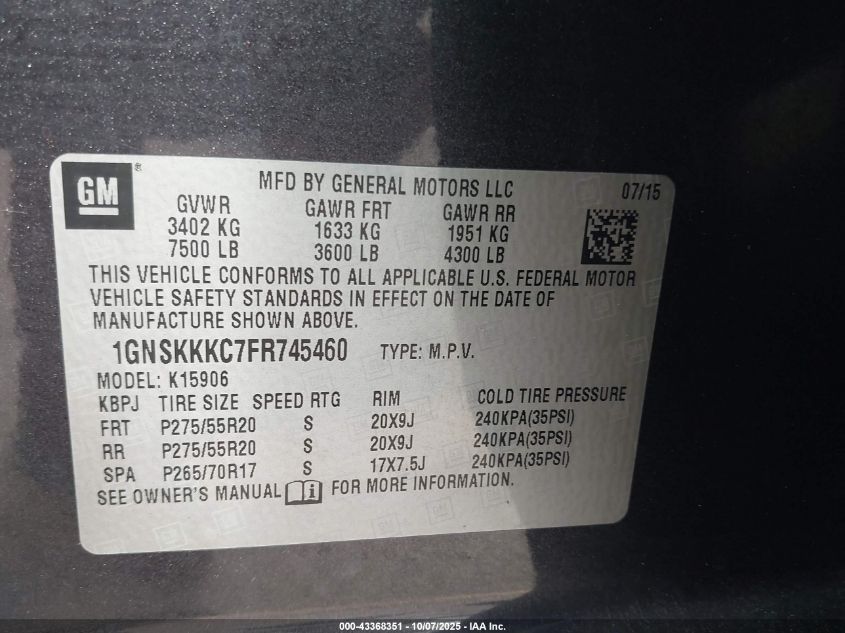 GM ®
MFD BY GENERAL MOTORS LLC 07/15
GVWR GAWR FRT GAWR RR
3402 KG 1633 KG 1951 KG
7500 LB 3600 LB 4300 LB
THIS VEHICLE CONFORMS TO ALL APPLICABLE U.S. FEDERAL MOTOR
VEHICLE SAFETY STANDARDS IN EFFECT ON THE DATE OF
MANUFACTURE SHOWN ABOVE.
1GNSKKKC7FR745460 TYPE: M.P.V.
MODEL: K15906
KBPJ TIRE SIZE SPEED RTG RIM COLD TIRE PRESSURE
FRT P275/55R20 S 20X9J 240KPA(35PSI)
RR P275/55R20 S 20X9J 240KPA(35PSI)
SPA P265/70R17 S 17X7.5J 240KPA(35PSI)
SEE OWNER'S MANUAL i FOR MORE INFORMATION.
000-43368351 - 10/07/2025 - IAA Inc.